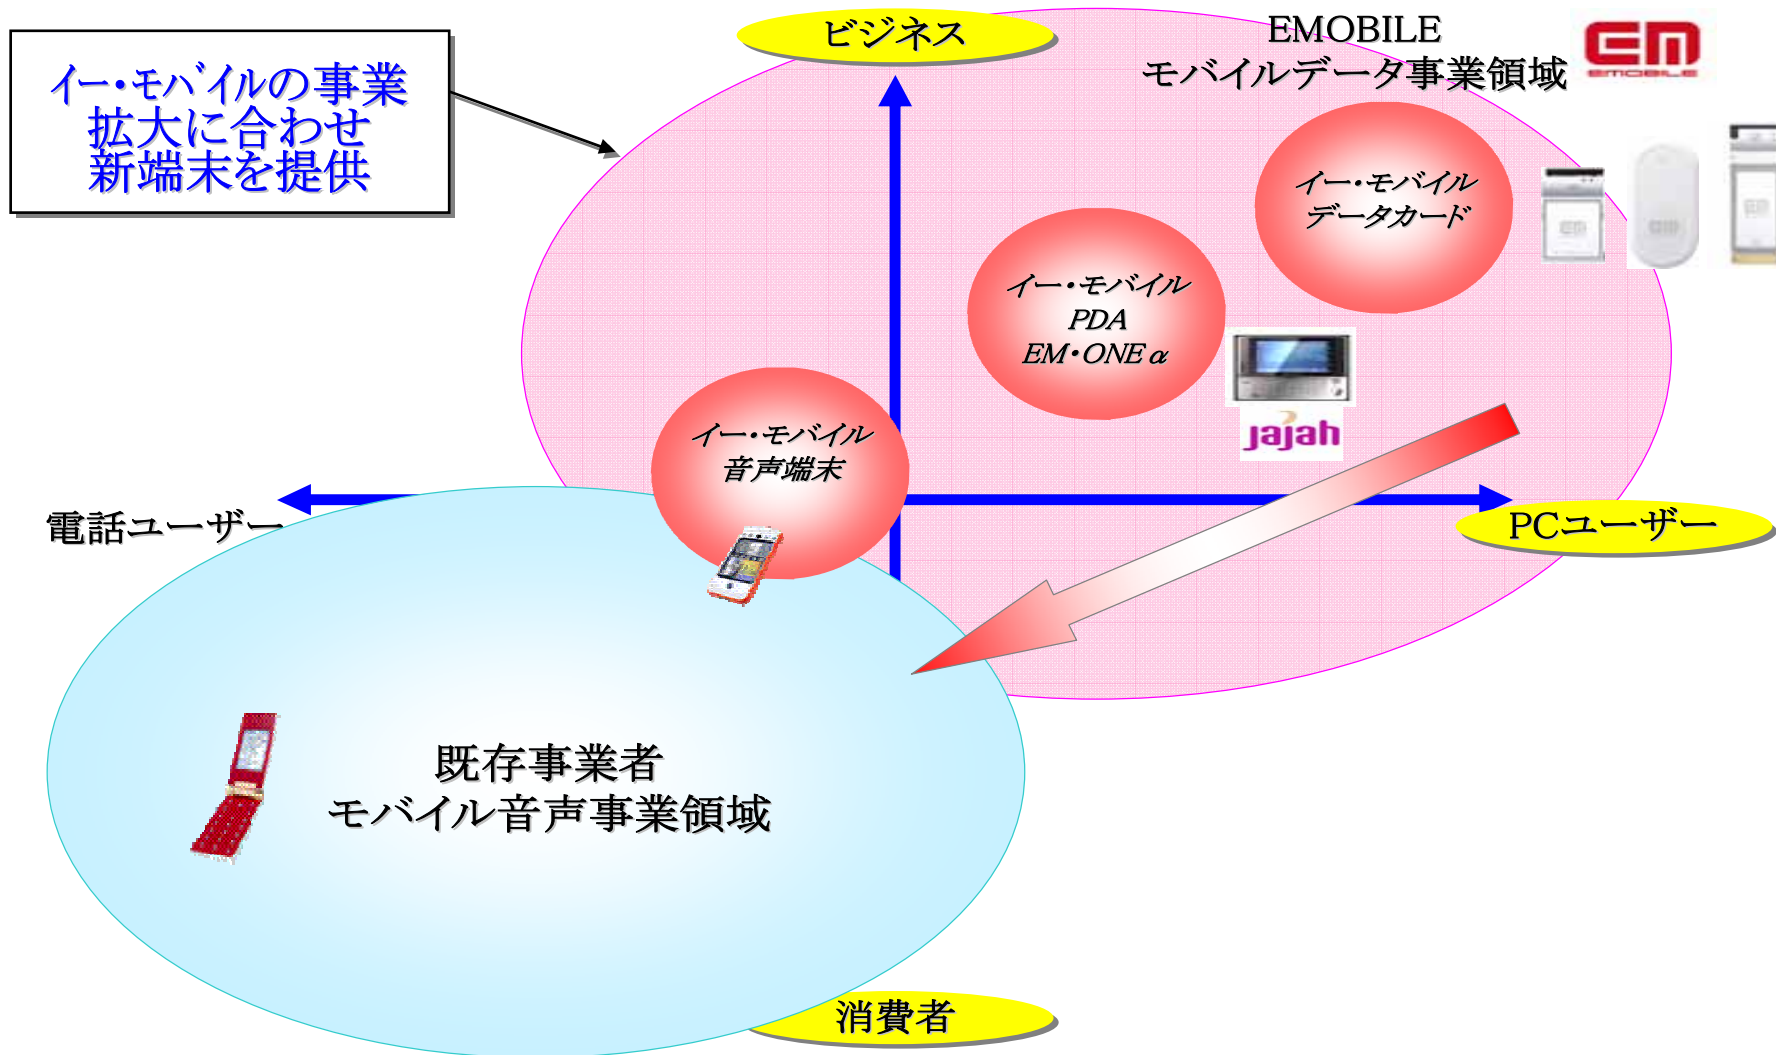 ビジネス
EMOBILE
モバイルデータ事業領域
EM
EMOBILE
イー・モバイルの事業
拡大に合わせ
新端末を提供
イー・モバイル
データカード
EM
EM
EM
イー・モバイル
PDA
EM・ONE α
jajah
イー・モバイル
音声端末
電話ユーザー
PCユーザー
既存事業者
モバイル音声事業領域
消費者